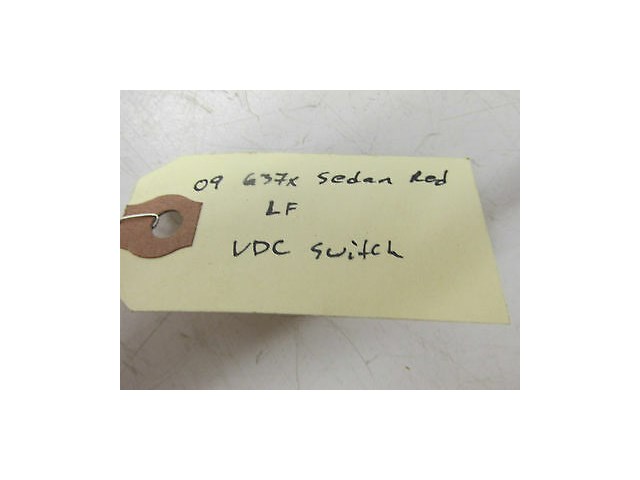 09 G37x Sedan Red
LF
VDC Switch